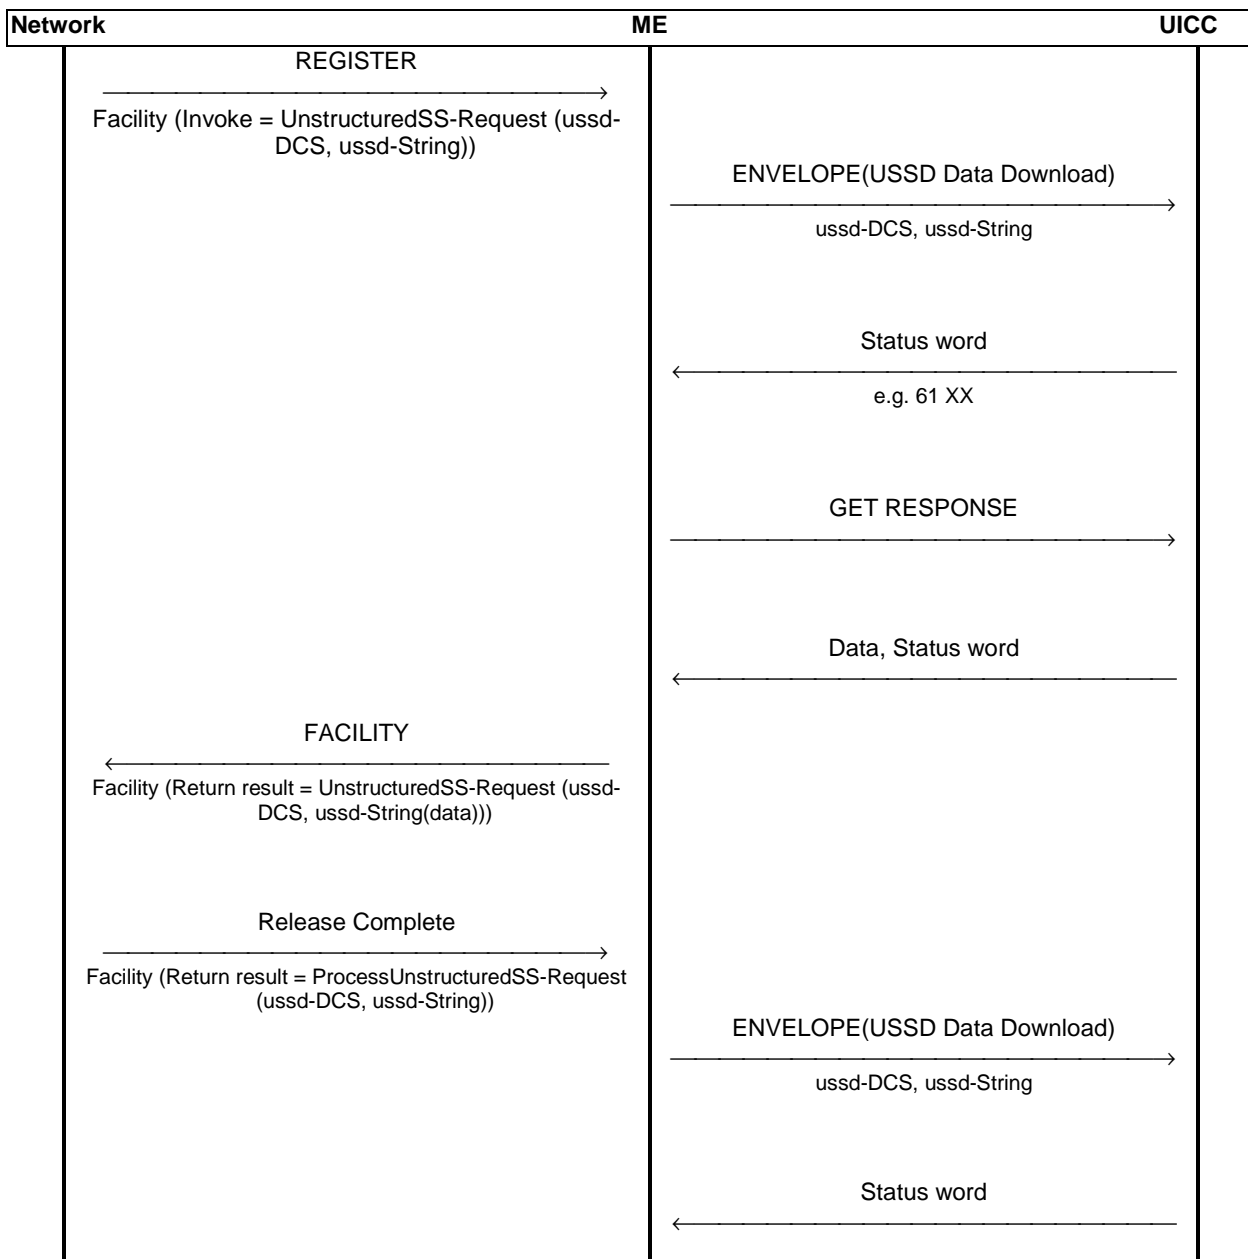 Network ME UICC
REGISTER
Facility (Invoke = UnstructuredSS-Request (ussd-
DCS, ussd-String))
ENVELOPE(USSD Data Download)
ussd-DCS, ussd-String
Status word
e.g. 61 XX
GET RESPONSE
Data, Status word
FACILITY
Facility (Return result = UnstructuredSS-Request (ussd-
DCS, ussd-String(data)))
Release Complete
Facility (Return result = ProcessUnstructuredSS-Request
(ussd-DCS, ussd-String))
ENVELOPE(USSD Data Download)
ussd-DCS, ussd-String
Status word